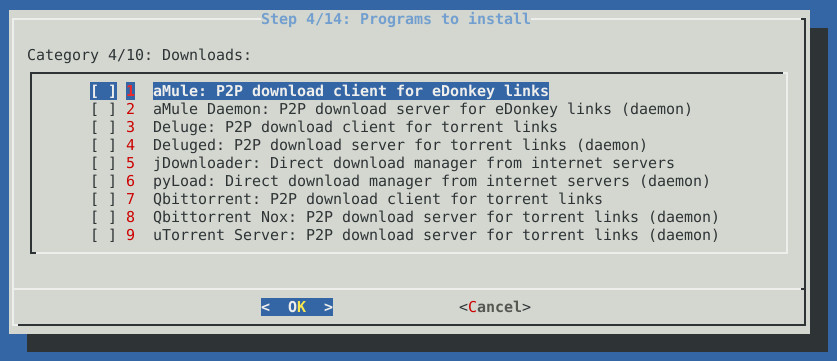 Step 4/14: Programs to install
Category 4/10: Downloads:
[ ] 1 aMule: P2P download client for eDonkey links
[ ] 2 aMule Daemon: P2P download server for eDonkey links (daemon)
[ ] 3 Deluge: P2P download client for torrent links
[ ] 4 Deluged: P2P download server for torrent links (daemon)
[ ] 5 jDownloader: Direct download manager from internet servers
[ ] 6 pyLoad: Direct download manager from internet servers (daemon)
[ ] 7 Qbittorrent: P2P download client for torrent links
[ ] 8 Qbittorrent Nox: P2P download server for torrent links (daemon)
[ ] 9 uTorrent Server: P2P download server for torrent links (daemon)
< OK > <Cancel>